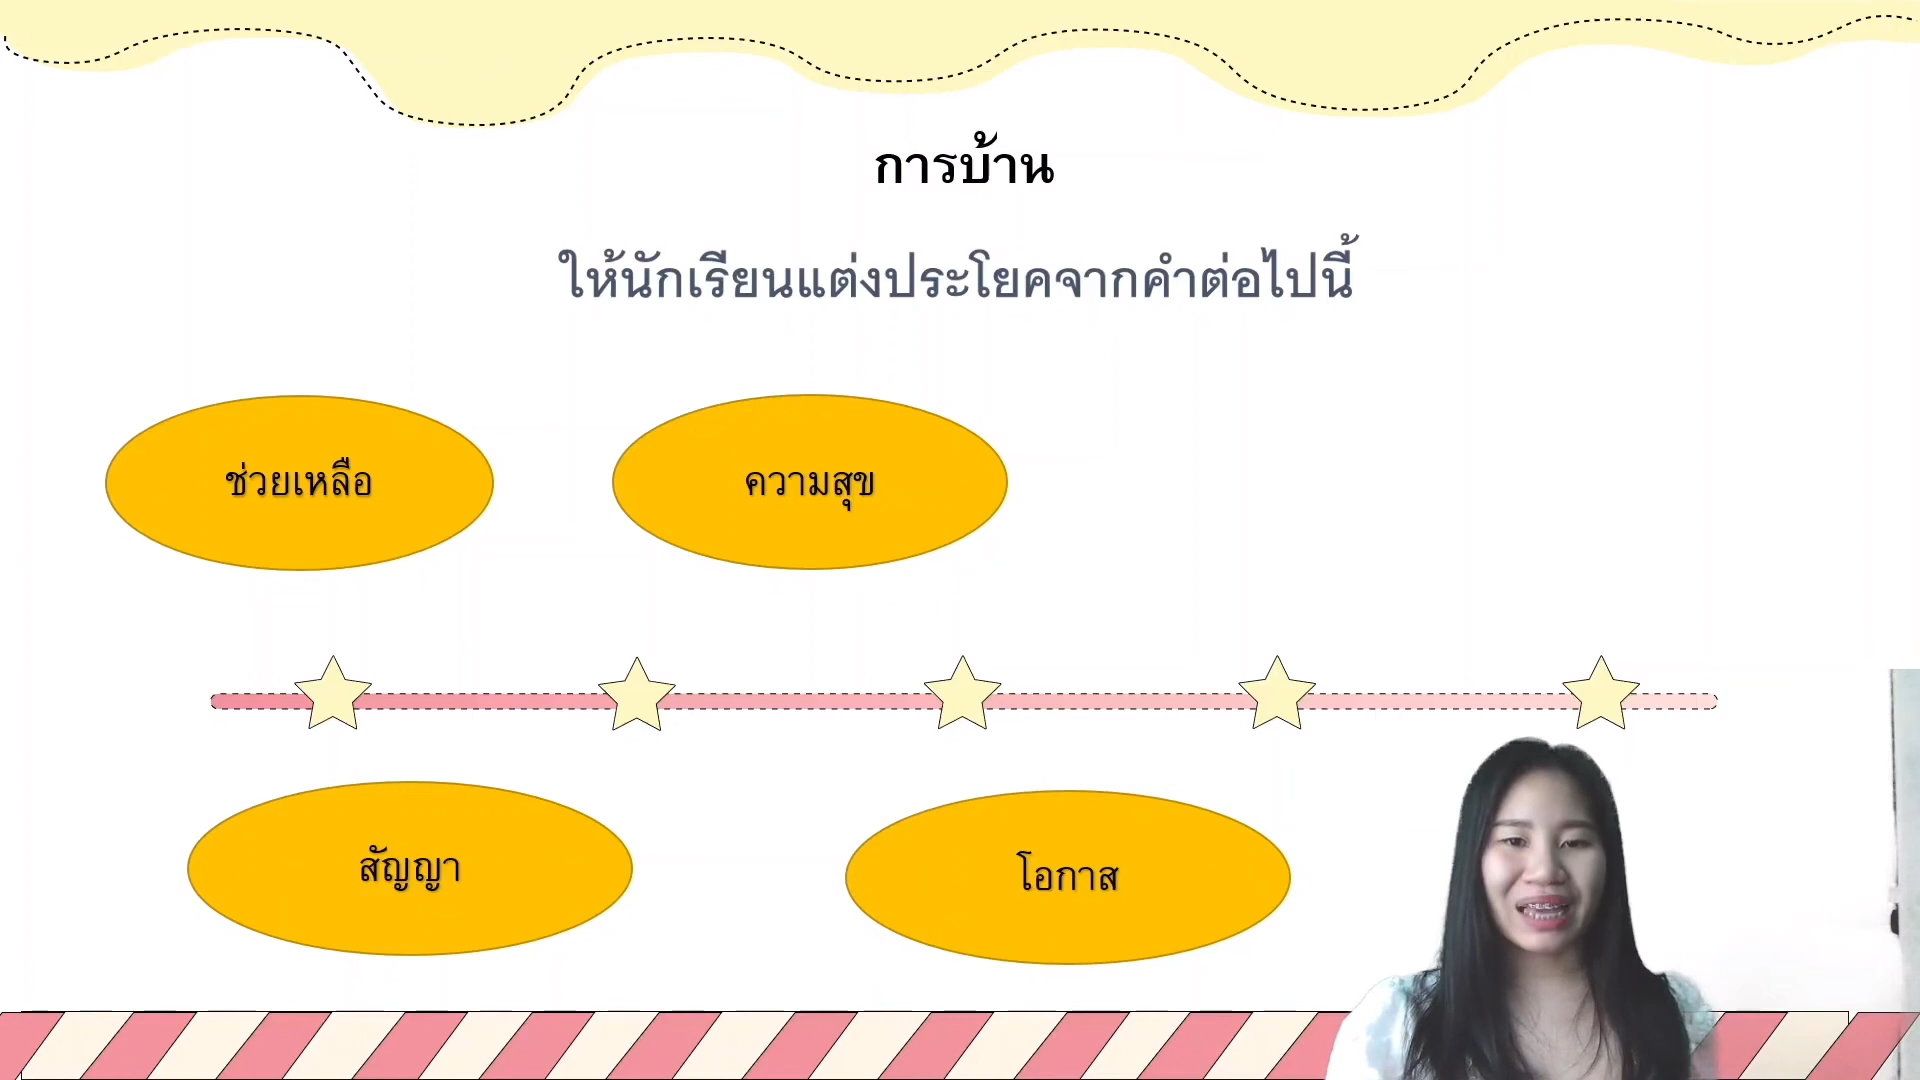 การบ้าน
ให้นักเรียนแต่งประโยคจากคำต่อไปนี้
ช่วยเหลือ
ความสุข
สัญญา
โอกาส